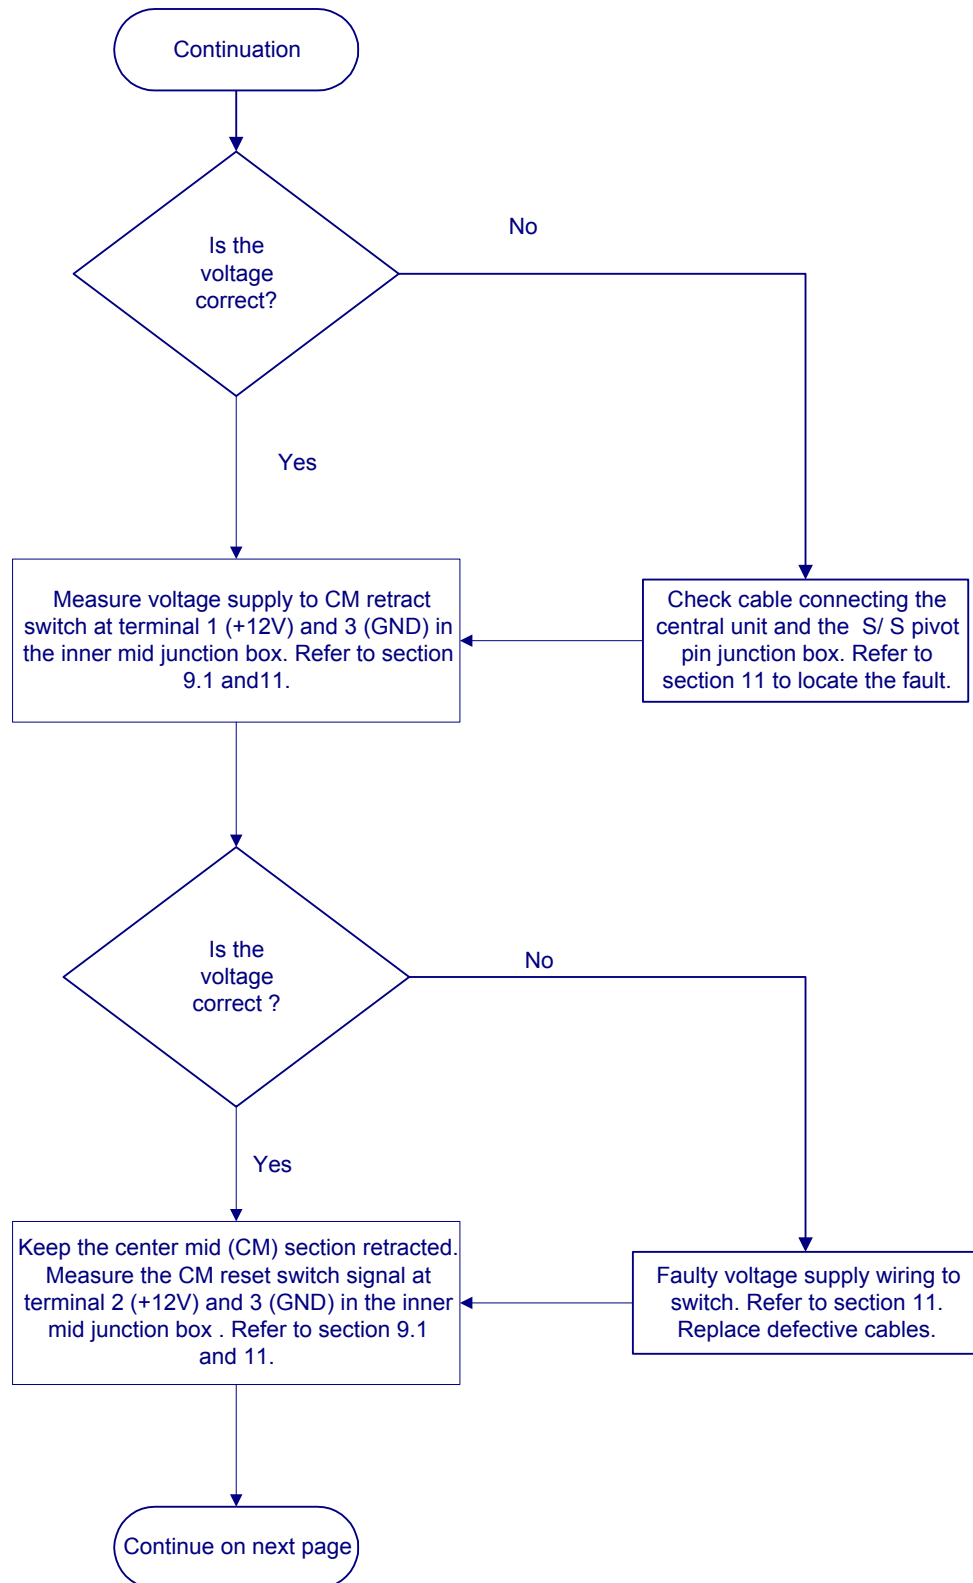 Continuation
Is the
voltage
correct?
No
Yes
Measure voltage supply to CM retract
switch at terminal 1 (+12V) and 3 (GND) in
the inner mid junction box. Refer to section
9.1 and11.
Check cable connecting the
central unit and the S/ S pivot
pin junction box. Refer to
section 11 to locate the fault.
Is the
voltage
correct ?
No
Yes
Keep the center mid (CM) section retracted.
Measure the CM reset switch signal at
terminal 2 (+12V) and 3 (GND) in the inner
mid junction box . Refer to section 9.1
and 11.
Faulty voltage supply wiring to
switch. Refer to section 11.
Replace defective cables.
Continue on next page